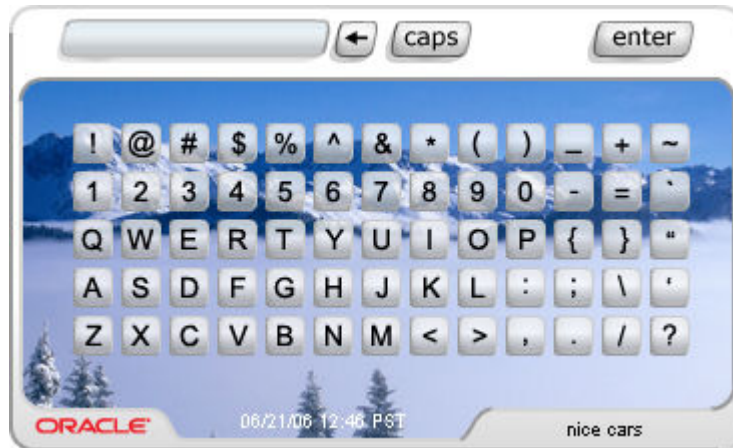 ← caps enter
! @ # $ % ^ & * ( ) _ + ~
1 2 3 4 5 6 7 8 9 0 - = `
Q W E R T Y U I O P { } “
A S D F G H J K L : ; \ ‘
Z X C V B N M < > , . / ?
06/21/06 12:46 PST
ORACLE
nice cars